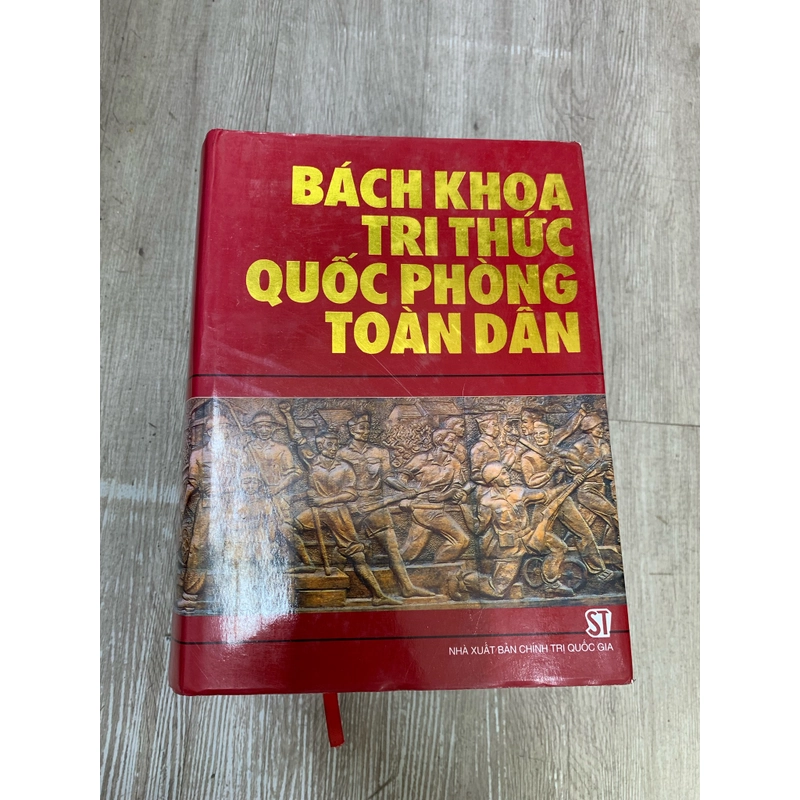 BÁCH KHOA
TRI THỨC
QUỐC PHÒNG
TOÀN DÂN
ST
NHÀ XUẤT BẢN CHÍNH TRỊ QUỐC GIA